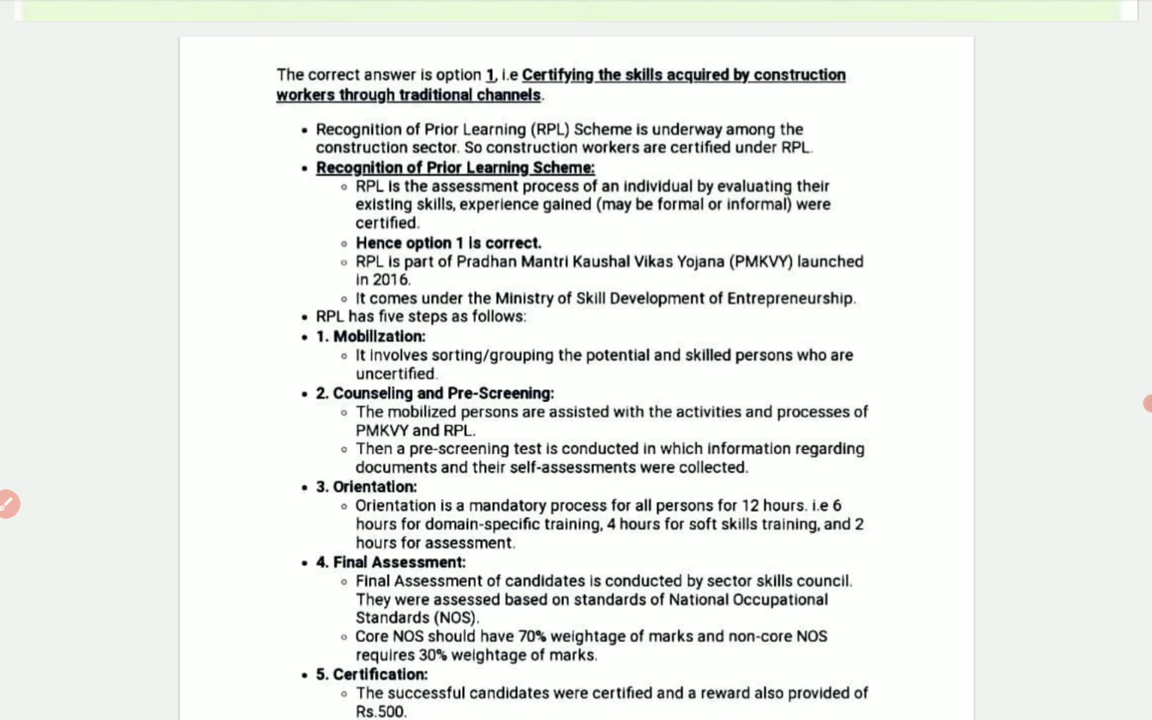 The correct answer is option 1, i.e Certifying the skills acquired by construction
workers through traditional channels.
• Recognition of Prior Learning (RPL) Scheme is underway among the
construction sector. So construction workers are certified under RPL.
• Recognition of Prior Learning Scheme:
◦ RPL is the assessment process of an individual by evaluating their
existing skills, experience gained (may be formal or informal) were
certified.
◦ Hence option 1 is correct.
◦ RPL is part of Pradhan Mantri Kaushal Vikas Yojana (PMKVY) launched
in 2016.
◦ It comes under the Ministry of Skill Development of Entrepreneurship.
• RPL has five steps as follows:
• 1. Mobilization:
◦ It involves sorting/grouping the potential and skilled persons who are
uncertified.
• 2. Counseling and Pre-Screening:
◦ The mobilized persons are assisted with the activities and processes of
PMKVY and RPL.
◦ Then a pre-screening test is conducted in which information regarding
documents and their self-assessments were collected.
• 3. Orientation:
◦ Orientation is a mandatory process for all persons for 12 hours. i.e 6
hours for domain-specific training, 4 hours for soft skills training, and 2
hours for assessment.
• 4. Final Assessment:
◦ Final Assessment of candidates is conducted by sector skills council.
They were assessed based on standards of National Occupational
Standards (NOS).
◦ Core NOS should have 70% weightage of marks and non-core NOS
requires 30% weightage of marks.
• 5. Certification:
◦ The successful candidates were certified and a reward also provided of
Rs.500.